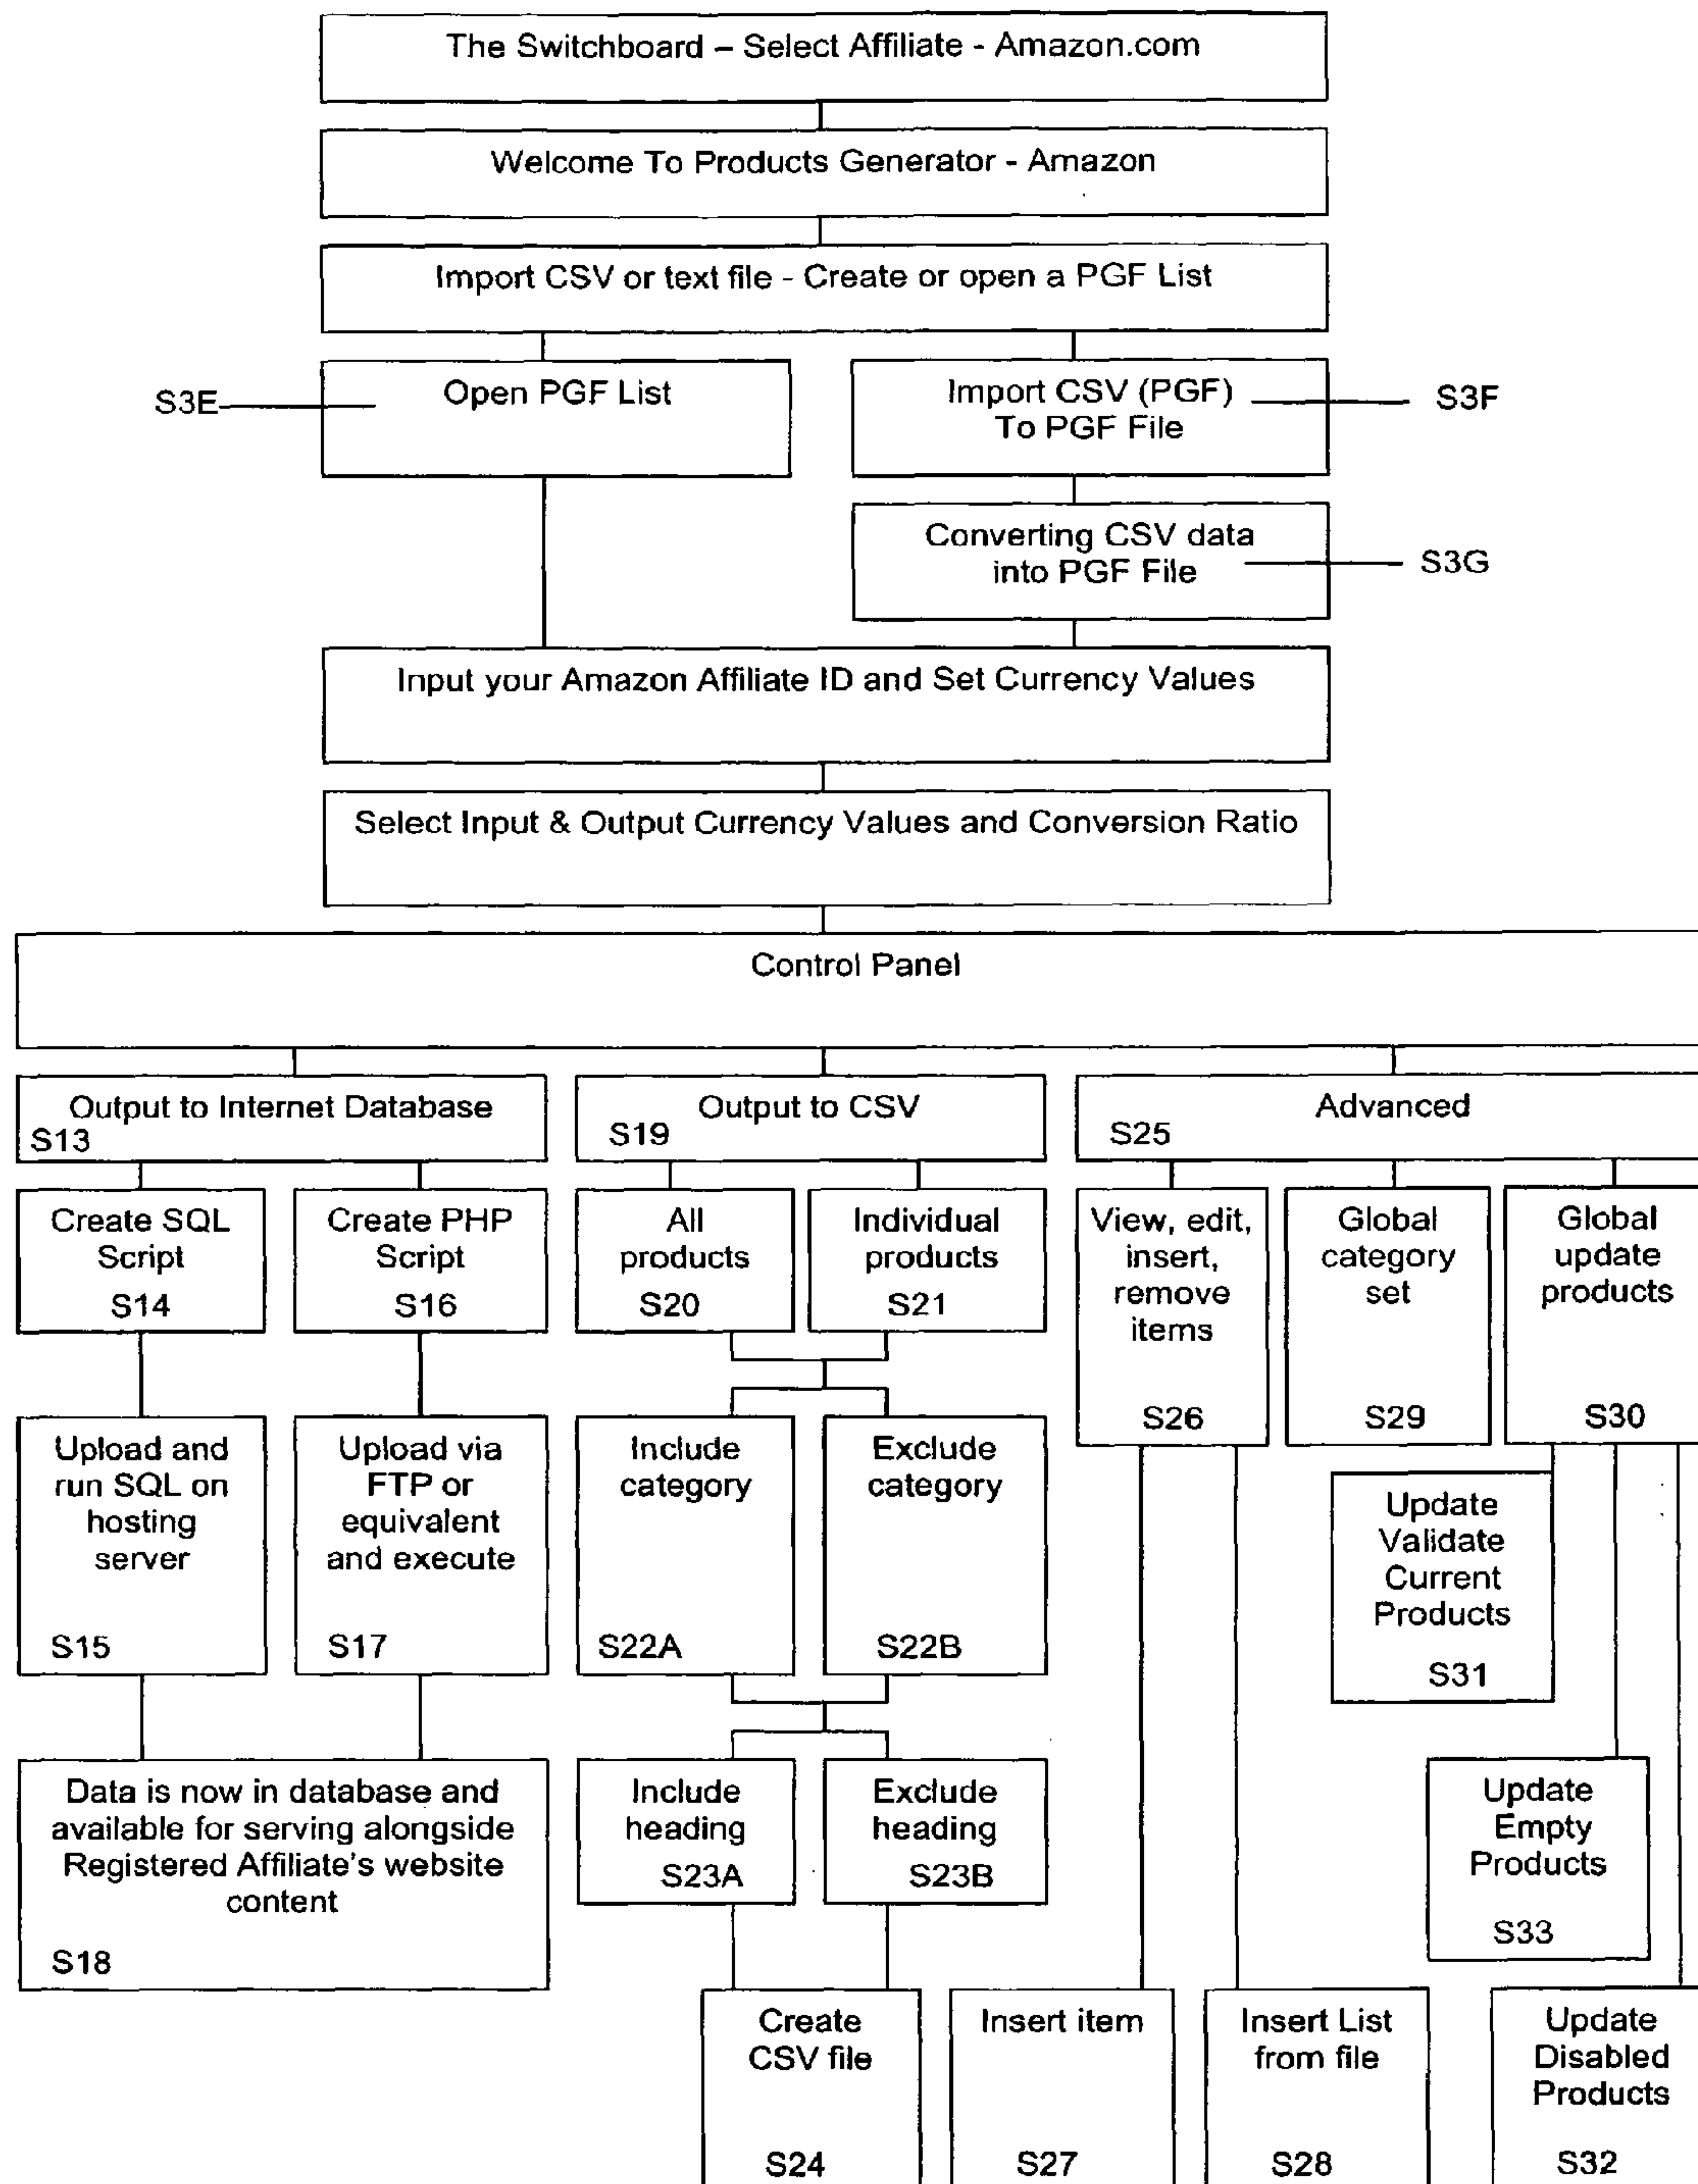 The Switchboard – Select Affiliate - Amazon.com
Welcome To Products Generator - Amazon
Import CSV or text file - Create or open a PGF List
S3E
Open PGF List
Import CSV (PGF)
To PGF File
S3F
Converting CSV data
into PGF File
S3G
Input your Amazon Affiliate ID and Set Currency Values
Select Input & Output Currency Values and Conversion Ratio
Control Panel
Output to Internet Database
S13
Output to CSV
S19
Advanced
S25
Create SQL
Script
S14
Create PHP
Script
S16
All
products
S20
Individual
products
S21
View, edit,
insert,
remove
items
S26
Global
category
set
S29
Global
update
products
S30
Upload and
run SQL on
hosting
server
S15
Upload via
FTP or
equivalent
and execute
S17
Include
category
S22A
Exclude
category
S22B
Update
Validate
Current
Products
S31
Data is now in database and
available for serving alongside
Registered Affiliate's website
content
S18
Include
heading
S23A
Exclude
heading
S23B
Update
Empty
Products
S33
Create
CSV file
S24
Insert item
S27
Insert List
from file
S28
Update
Disabled
Products
S32